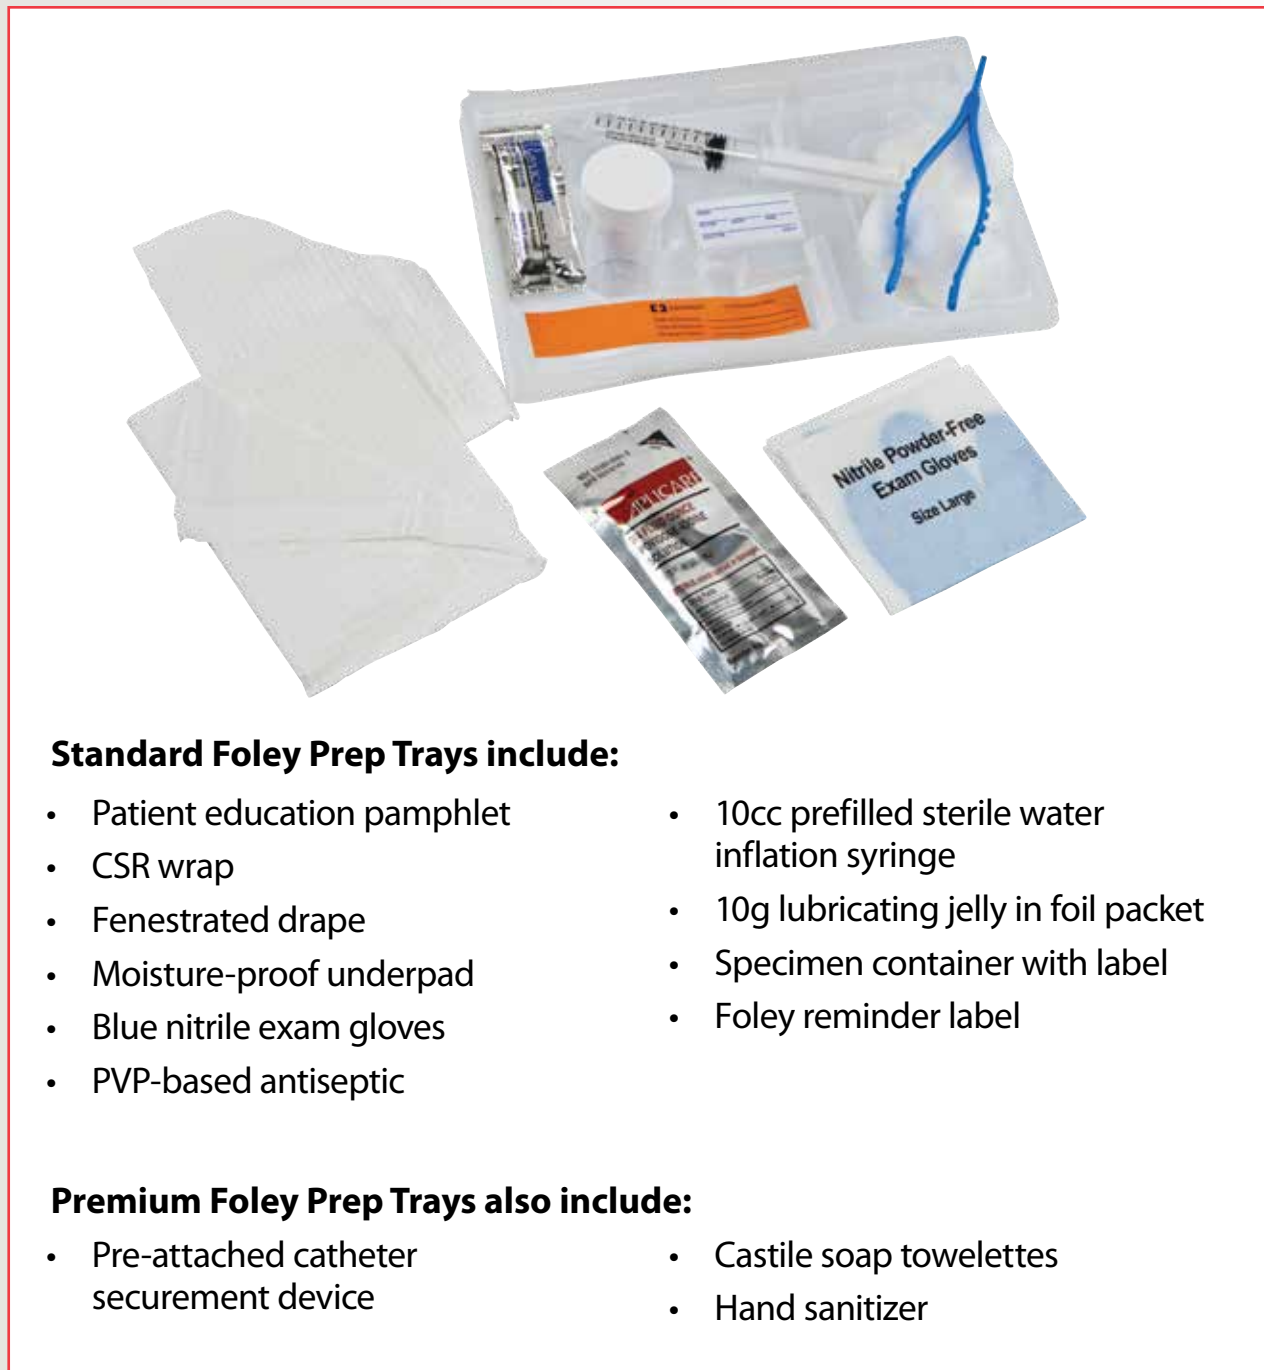 Nitrile Powder-Free
Exam Gloves
Size Large
Standard Foley Prep Trays include:
• Patient education pamphlet
• CSR wrap
• Fenestrated drape
• Moisture-proof underpad
• Blue nitrile exam gloves
• PVP-based antiseptic
• 10cc prefilled sterile water
inflation syringe
• 10g lubricating jelly in foil packet
• Specimen container with label
• Foley reminder label
Premium Foley Prep Trays also include:
• Pre-attached catheter
securement device
• Castile soap towelettes
• Hand sanitizer